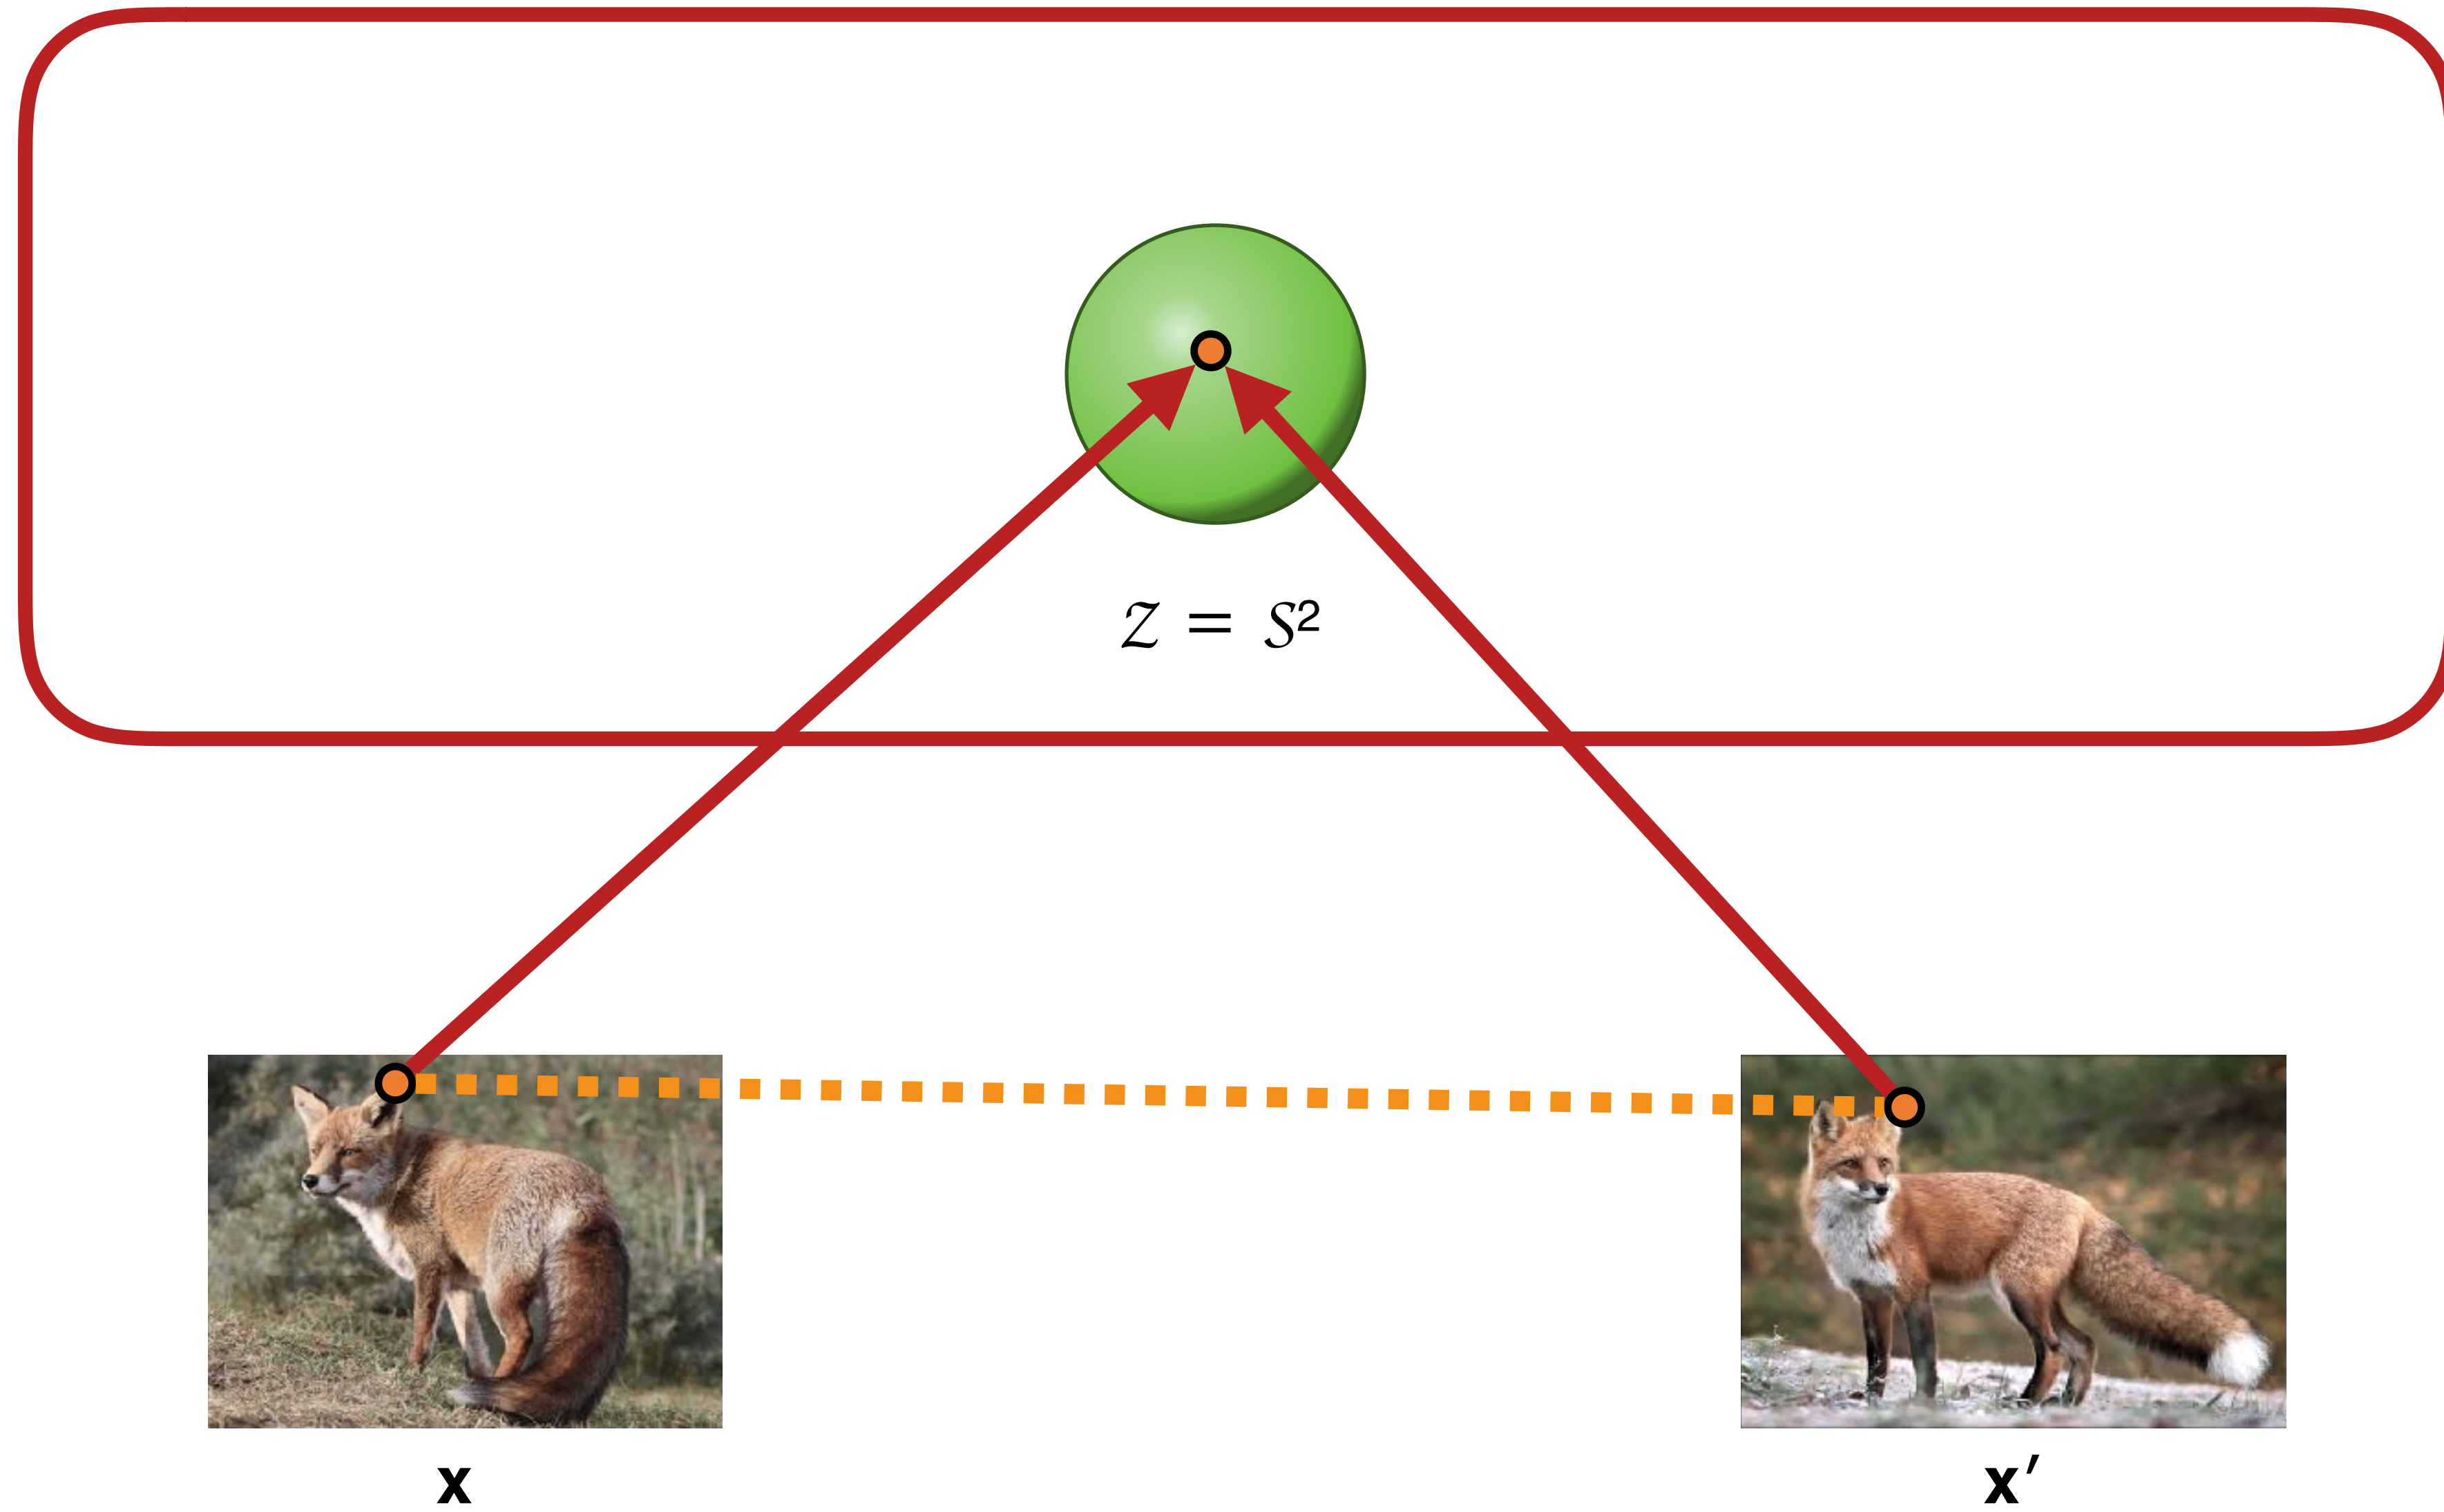 𝒵 = 𝒮²
x
x′